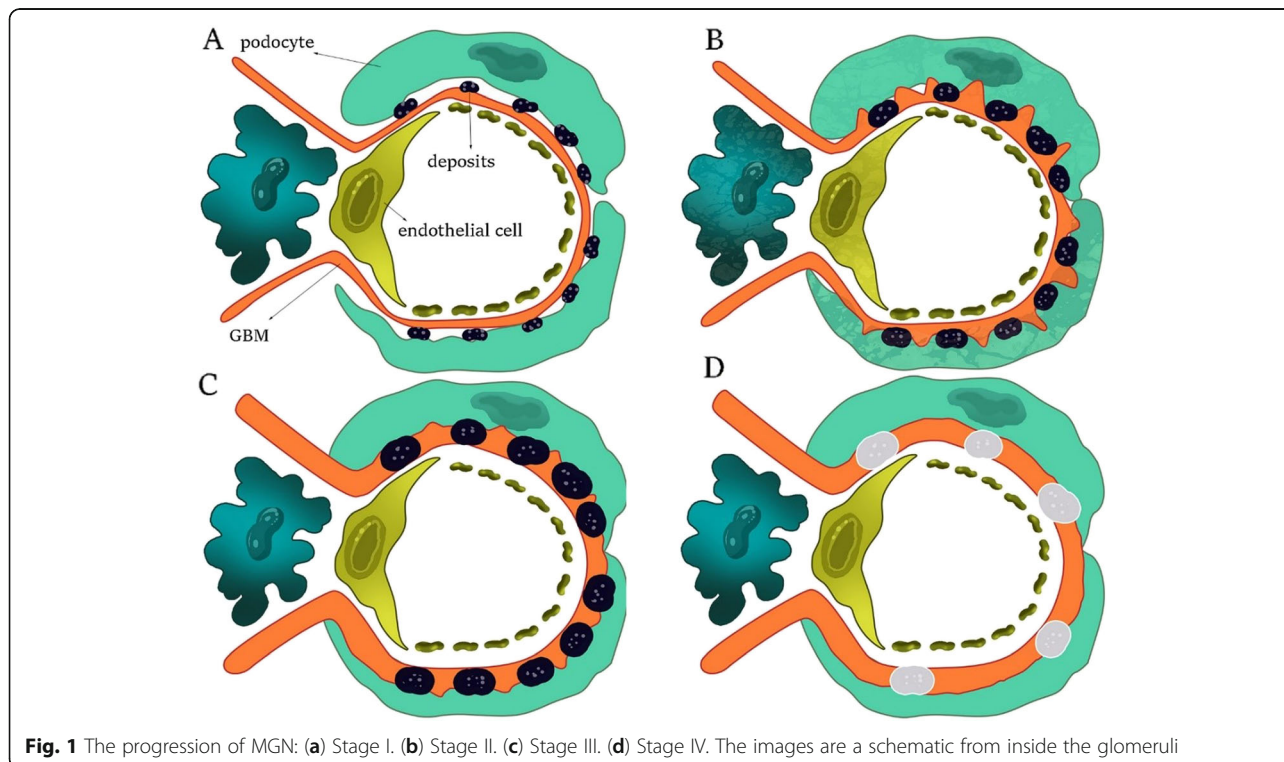 A
podocyte
deposits
endothelial cell
GBM
B
C
D
Fig. 1 The progression of MGN: (a) Stage I. (b) Stage II. (c) Stage III. (d) Stage IV. The images are a schematic from inside the glomeruli